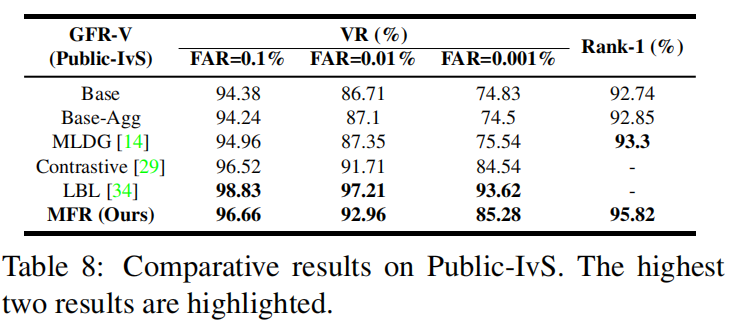 GFR-V VR (%) Rank-1 (%)
(Public-IvS) FAR=0.1% FAR=0.01% FAR=0.001%
Base 94.38 86.71 74.83 92.74
Base-Agg 94.24 87.1 74.5 92.85
MLDG [14] 94.96 87.35 75.54 93.3
Contrastive [29] 96.52 91.71 84.54 -
LBL [34] 98.83 97.21 93.62 -
MFR (Ours) 96.66 92.96 85.28 95.82
Table 8: Comparative results on Public-IvS. The highest
two results are highlighted.